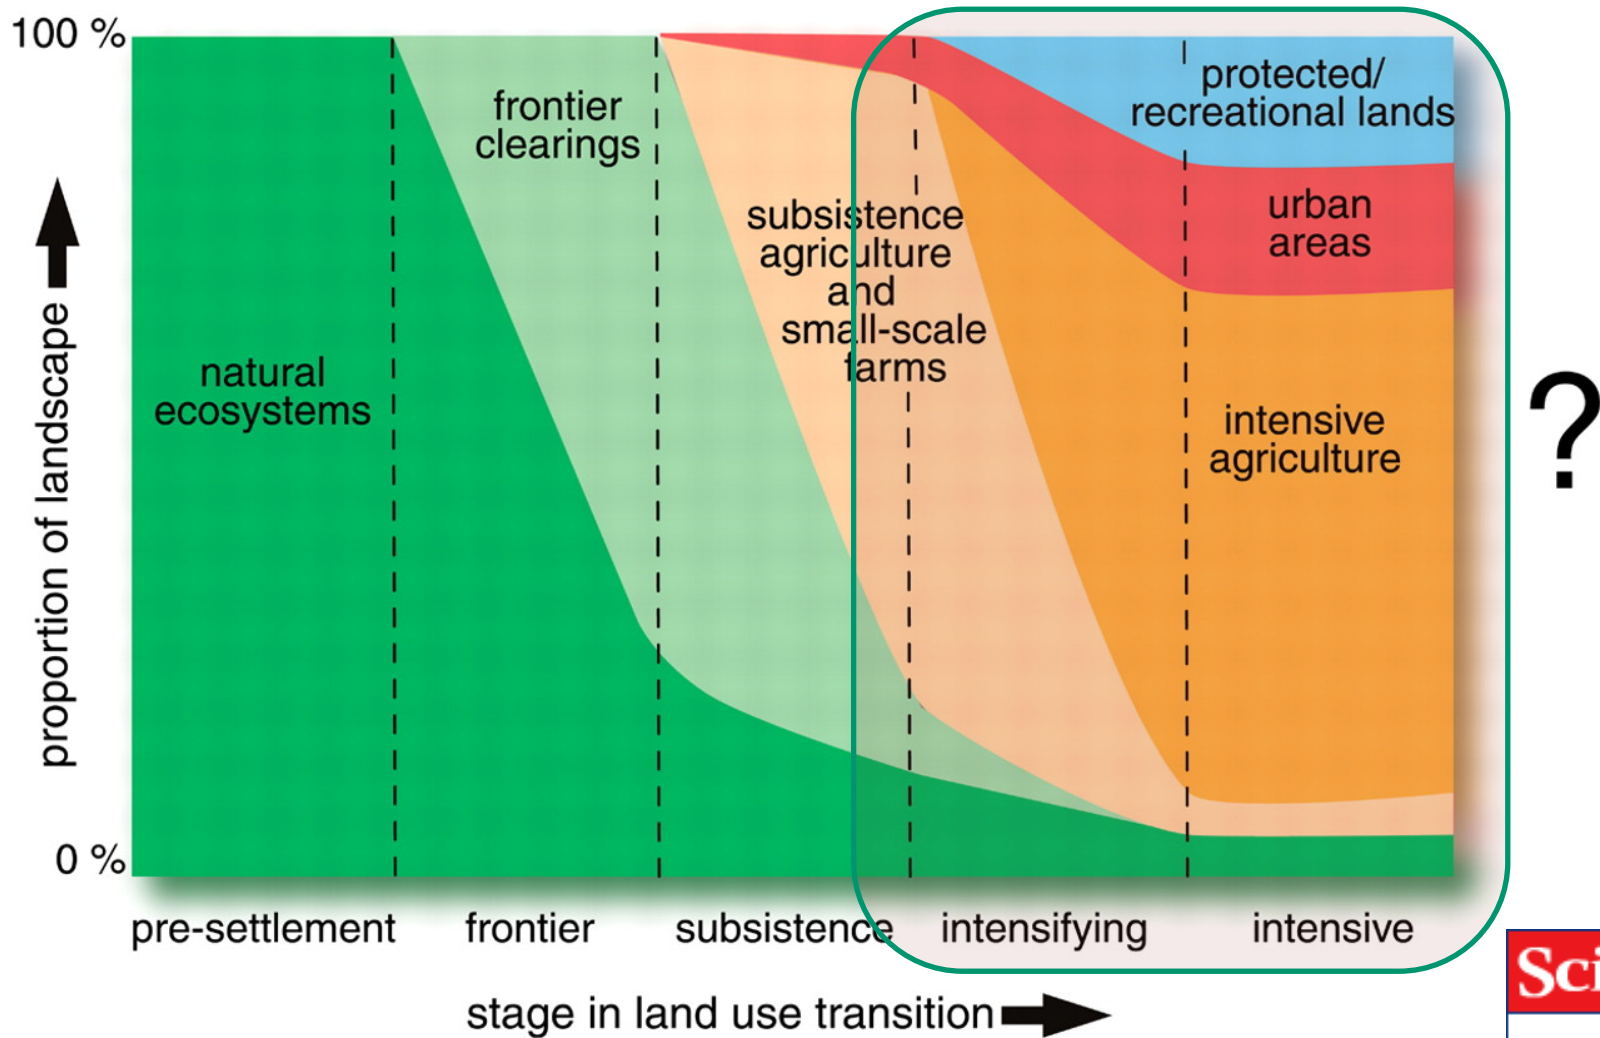 100 %
proportion of landscape
0 %
natural
ecosystems
frontier
clearings
subsistence
agriculture
and
small-scale
farms
protected/
recreational lands
urban
areas
intensive
agriculture
?
pre-settlement
frontier
subsistence
intensifying
intensive
stage in land use transition
Sci